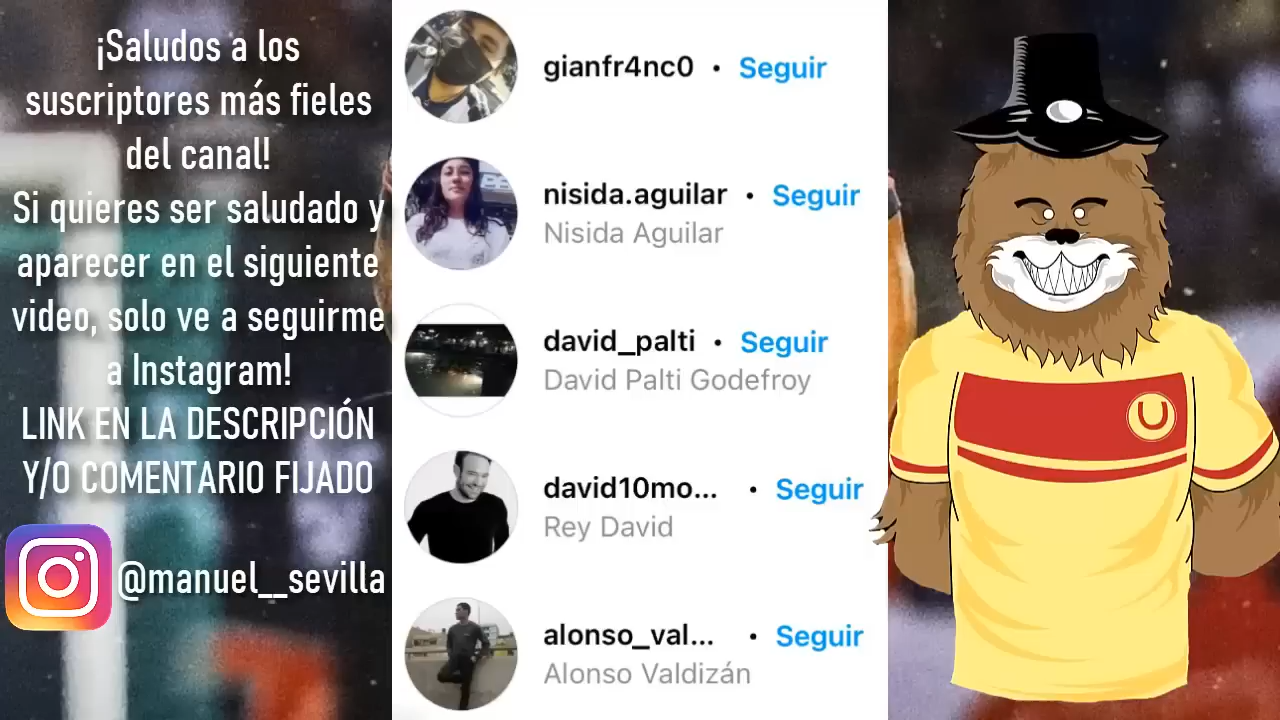 ¡Saludos a los
suscriptores más fieles
del canal!
Si quieres ser saludado y
aparecer en el siguiente
video, solo ve a seguirme
a Instagram!
LINK EN LA DESCRIPCIÓN
Y/O COMENTARIO FIJADO
@manuel__sevilla
gianfr4nc0 • Seguir
nisida.aguilar • Seguir
Nisida Aguilar
david_palti • Seguir
David Palti Godefroy
david10mo... • Seguir
Rey David
alonso_val... • Seguir
Alonso Valdizán
U